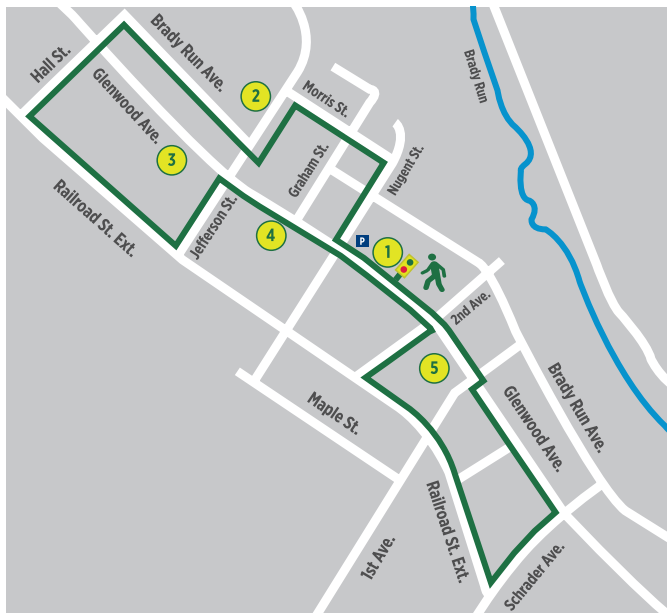 Hall St.
Brady Run Ave.
Glenwood Ave.
2
Morris St.
Brady Run
3
Graham St.
Nugent St.
Railroad St. Ext.
Jefferson St.
4
P
1
2nd Ave.
5
Maple St.
Glenwood Ave.
Brady Run Ave.
Railroad St. Ext.
1st Ave.
Schrader Ave.